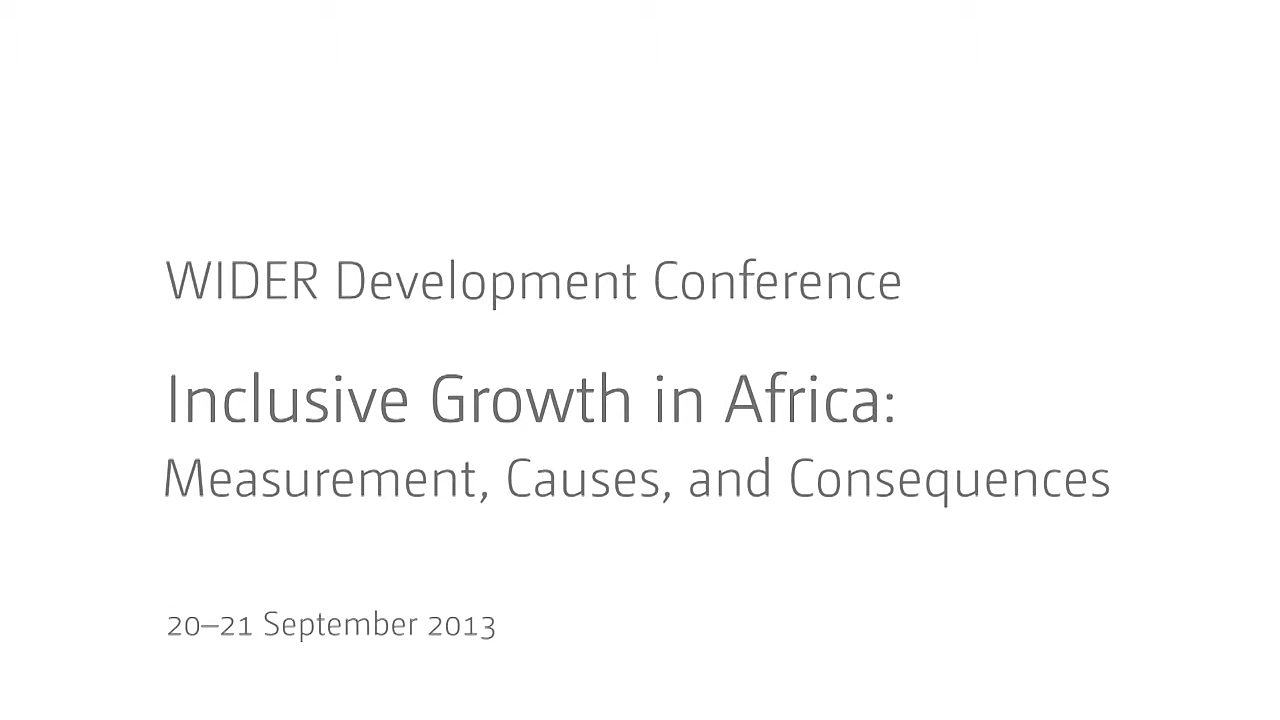 WIDER Development Conference
Inclusive Growth in Africa:
Measurement, Causes, and Consequences
20–21 September 2013